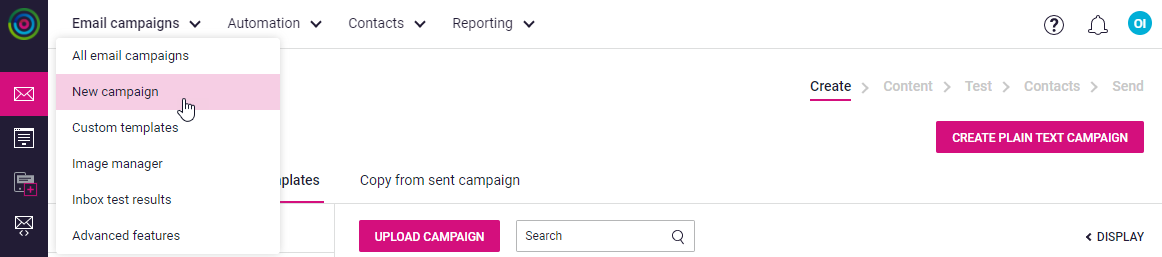 Email campaigns Automation Contacts Reporting
OI
All email campaigns
New campaign
Create Content Test Contacts Send
Custom templates
CREATE PLAIN TEXT CAMPAIGN
Image manager
plates Copy from sent campaign
Inbox test results
Advanced features
UPLOAD CAMPAIGN Search DISPLAY